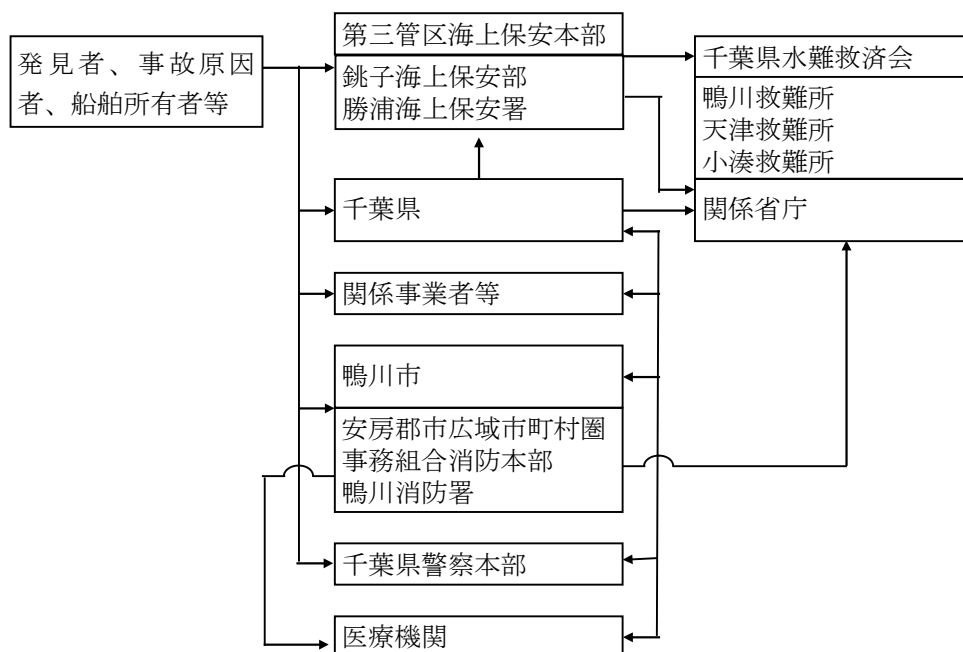 発見者、事故原因
者、船舶所有者等
第三管区海上保安本部
銚子海上保安部
勝浦海上保安署
千葉県水難救済会
鴨川救難所
天津救難所
小湊救難所
千葉県
関係省庁
関係事業者等
鴨川市
安房郡市広域市町村圏
事務組合消防本部
鴨川消防署
千葉県警察本部
医療機関